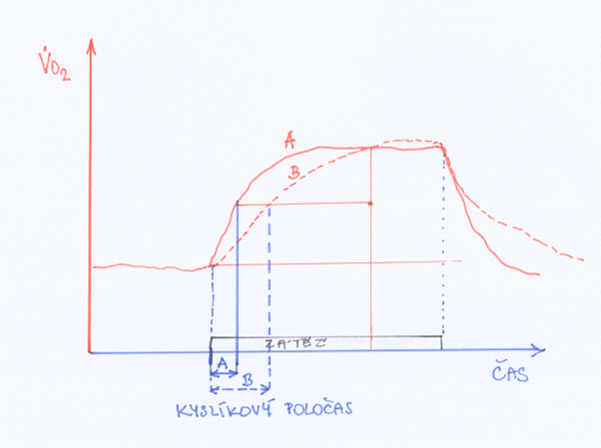 V̇O₂
A
B
ZÁTĚŽ
A
B
ČAS
KYSLÍKOVÝ POLOČAS